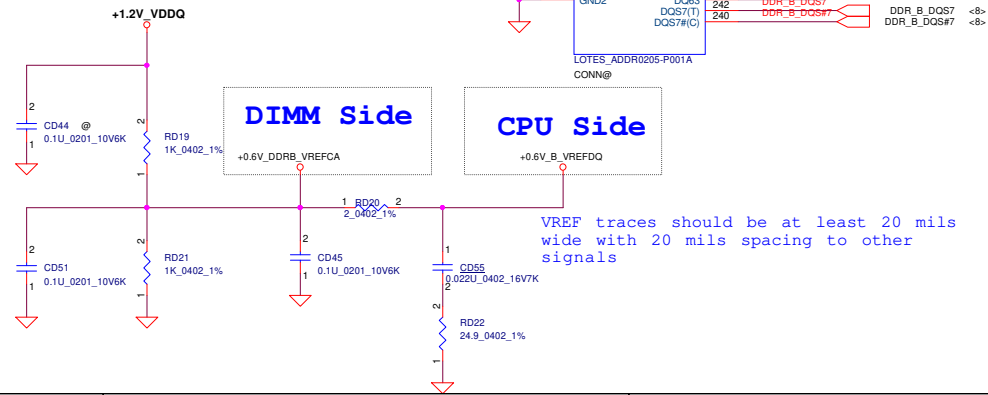 +1.2V_VDDQ
GND2
DQ63
DQS7(T)
DQS7#(C)
242
240
DDR_B_DQS7
DDR_B_DQS#7
DDR_B_DQS7 <8>
DDR_B_DQS#7 <8>
LOTES_ADDR0205-P001A
CONN@
2
CD44 @
0.1U_0201_10V6K
1
2
RD19
1K_0402_1%
1
DIMM Side
+0.6V_DDRB_VREFCA
CPU Side
+0.6V_B_VREFDQ
1 RD20 2
2_0402_1%
VREF traces should be at least 20 mils
wide with 20 mils spacing to other
signals
2
CD51
0.1U_0201_10V6K
1
2
RD21
1K_0402_1%
1
2
CD45
0.1U_0201_10V6K
1
1
CD55
0.022U_0402_16V7K
2
2
RD22
24.9_0402_1%
1